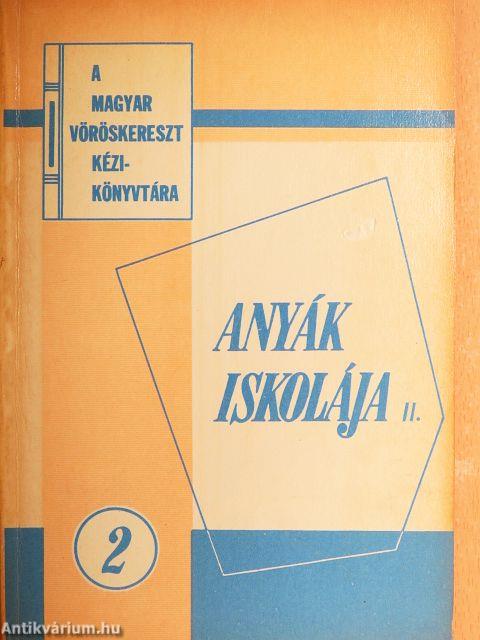 A
MAGYAR
VÖRÖSKERESZT
KÉZI-
KÖNYVTÁRA
ANYÁK
ISKOLÁJA II.
2
Antikvárium.hu